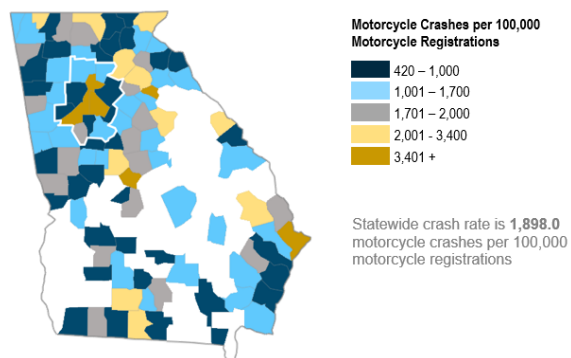 Motorcycle Crashes per 100,000
Motorcycle Registrations
420 – 1,000
1,001 – 1,700
1,701 – 2,000
2,001 - 3,400
3,401 +
Statewide crash rate is 1,898.0
motorcycle crashes per 100,000
motorcycle registrations